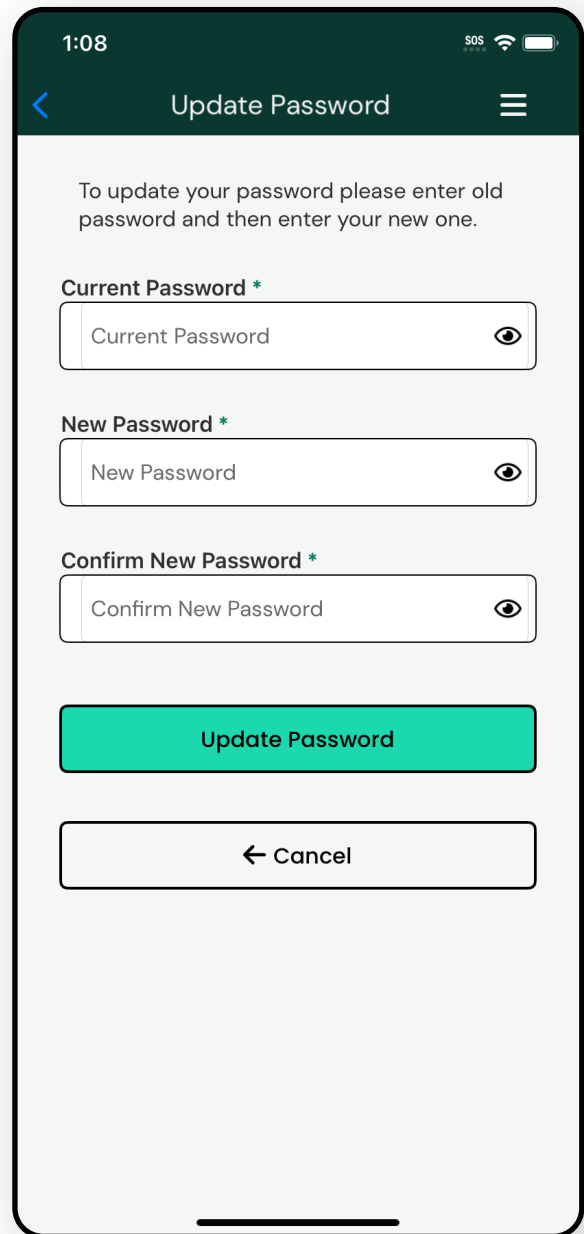 1:08
SOS
Update Password
To update your password please enter old
password and then enter your new one.
Current Password *
Current Password
New Password *
New Password
Confirm New Password *
Confirm New Password
Update Password
Cancel